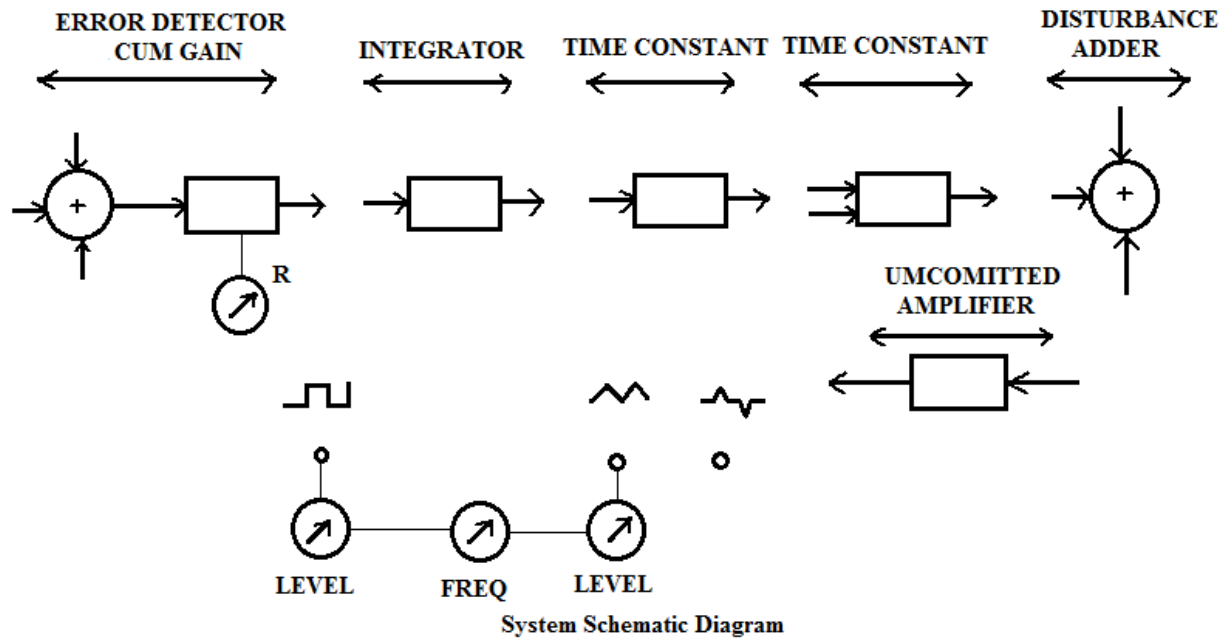 ERROR DETECTOR
CUM GAIN
INTEGRATOR
TIME CONSTANT
TIME CONSTANT
DISTURBANCE
ADDER
+
+
R
UMCOMITTED
AMPLIFIER
LEVEL
FREQ
LEVEL
System Schematic Diagram